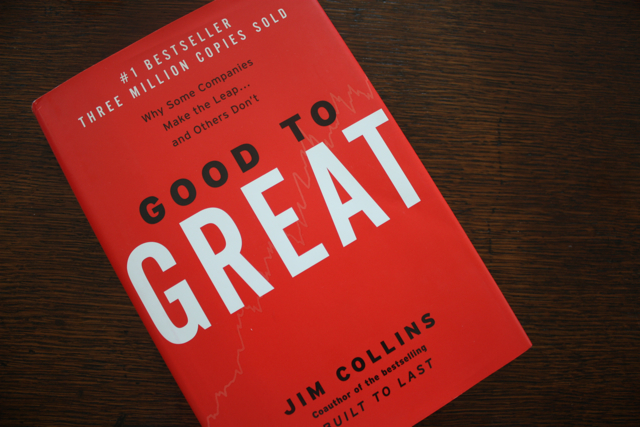 #1 BESTSELLER
THREE MILLION COPIES SOLD
Why Some Companies
Make the Leap...
and Others Don't
GOOD TO
GREAT
JIM COLLINS
Coauthor of the bestselling
BUILT TO LAST